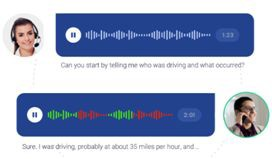 1:23
Can you start by telling me who was driving and what occurred?
2:01
Sure, I was driving, probably at about 35 miles per hour, and ...